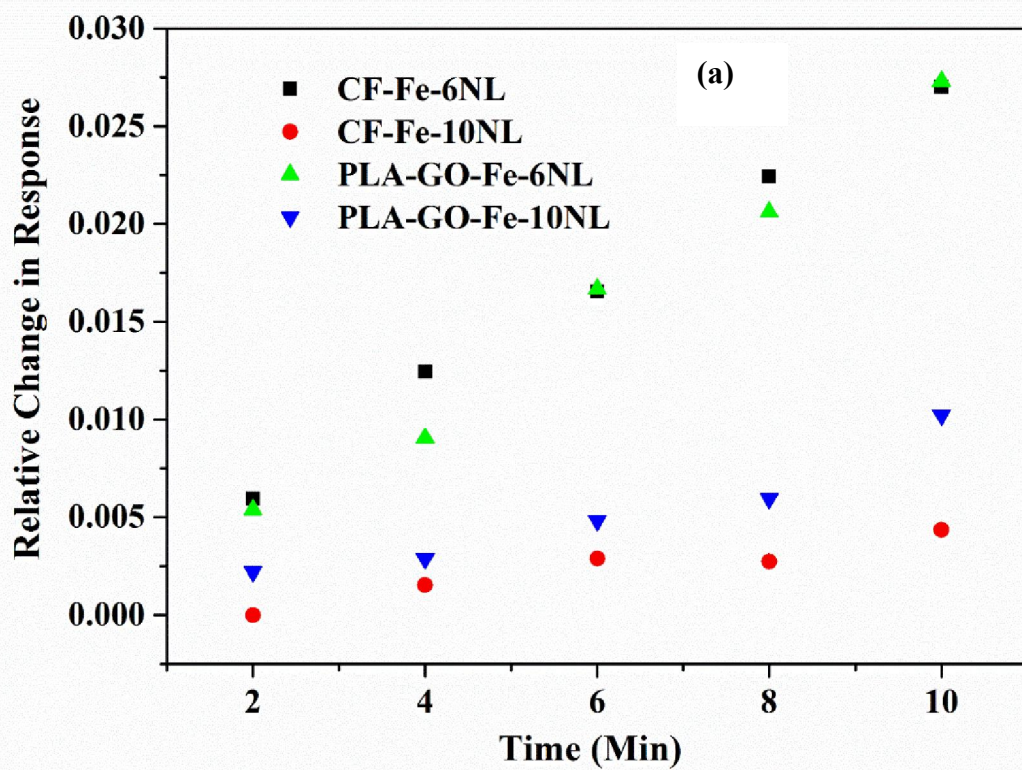 (a)
CF-Fe-6NL
CF-Fe-10NL
PLA-GO-Fe-6NL
PLA-GO-Fe-10NL
Relative Change in Response
0.030
0.025
0.020
0.015
0.010
0.005
0.000
2 4 6 8 10
Time (Min)